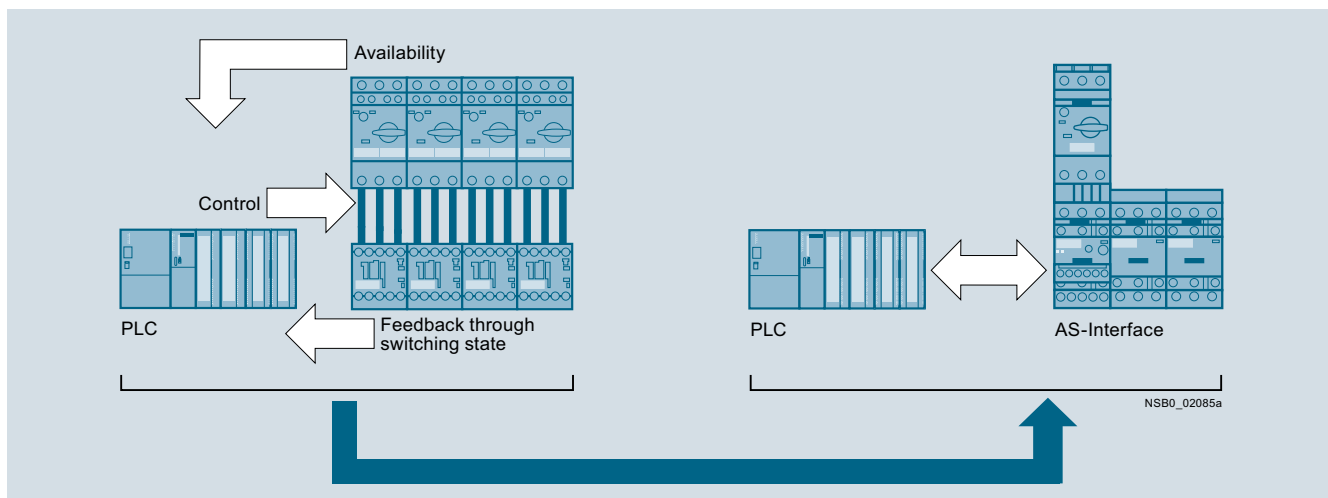 Availability
Control
PLC
Feedback through
switching state
PLC
AS-Interface
NSB0_02085a